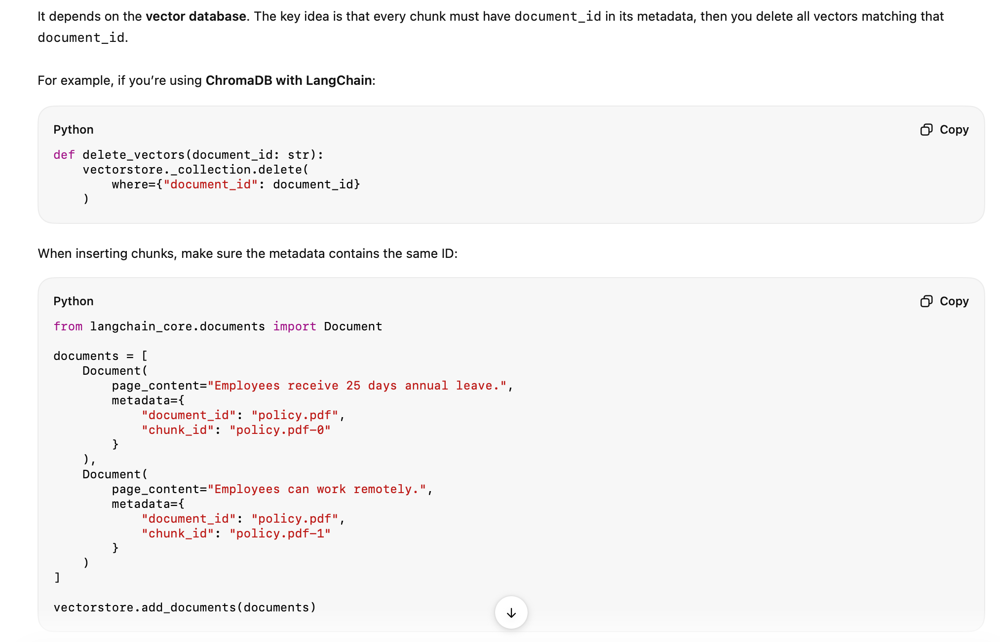 It depends on the vector database. The key idea is that every chunk must have document_id in its metadata, then you delete all vectors matching that
document_id.
For example, if you’re using ChromaDB with LangChain:
Python
Copy
def delete_vectors(document_id: str):
    vectorstore._collection.delete(
        where={"document_id": document_id}
    )
When inserting chunks, make sure the metadata contains the same ID:
Python
Copy
from langchain_core.documents import Document
documents = [
    Document(
        page_content="Employees receive 25 days annual leave.",
        metadata={
            "document_id": "policy.pdf",
            "chunk_id": "policy.pdf-0"
        }
    ),
    Document(
        page_content="Employees can work remotely.",
        metadata={
            "document_id": "policy.pdf",
            "chunk_id": "policy.pdf-1"
        }
    )
]
vectorstore.add_documents(documents)